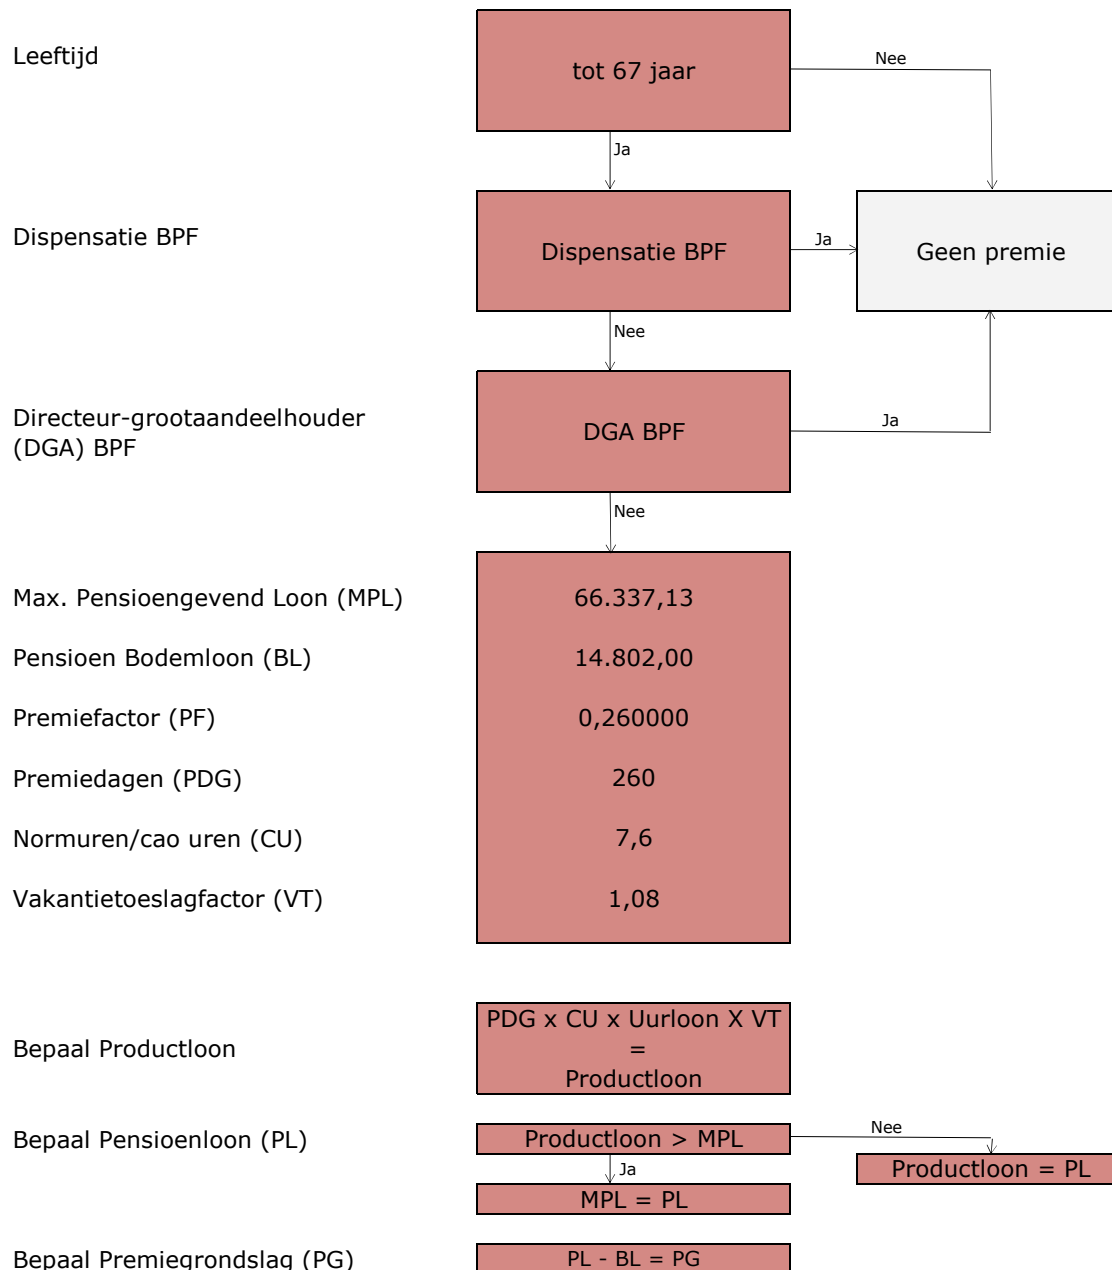 Leeftijd
tot 67 jaar
Nee
Ja
Dispensatie BPF
Dispensatie BPF
Ja
Geen premie
Nee
Directeur-grootaandeelhouder
(DGA) BPF
DGA BPF
Ja
Nee
Max. Pensioengevend Loon (MPL)
66.337,13
Pensioen Bodemloon (BL)
14.802,00
Premiefactor (PF)
0,260000
Premiedagen (PDG)
260
Normuren/cao uren (CU)
7,6
Vakantietoeslagfactor (VT)
1,08
Bepaal Productloon
PDG x CU x Uurloon X VT
=
Productloon
Bepaal Pensioenloon (PL)
Productloon > MPL
Nee
Productloon = PL
Ja
MPL = PL
Bepaal Premiegrondslag (PG)
PL - BL = PG